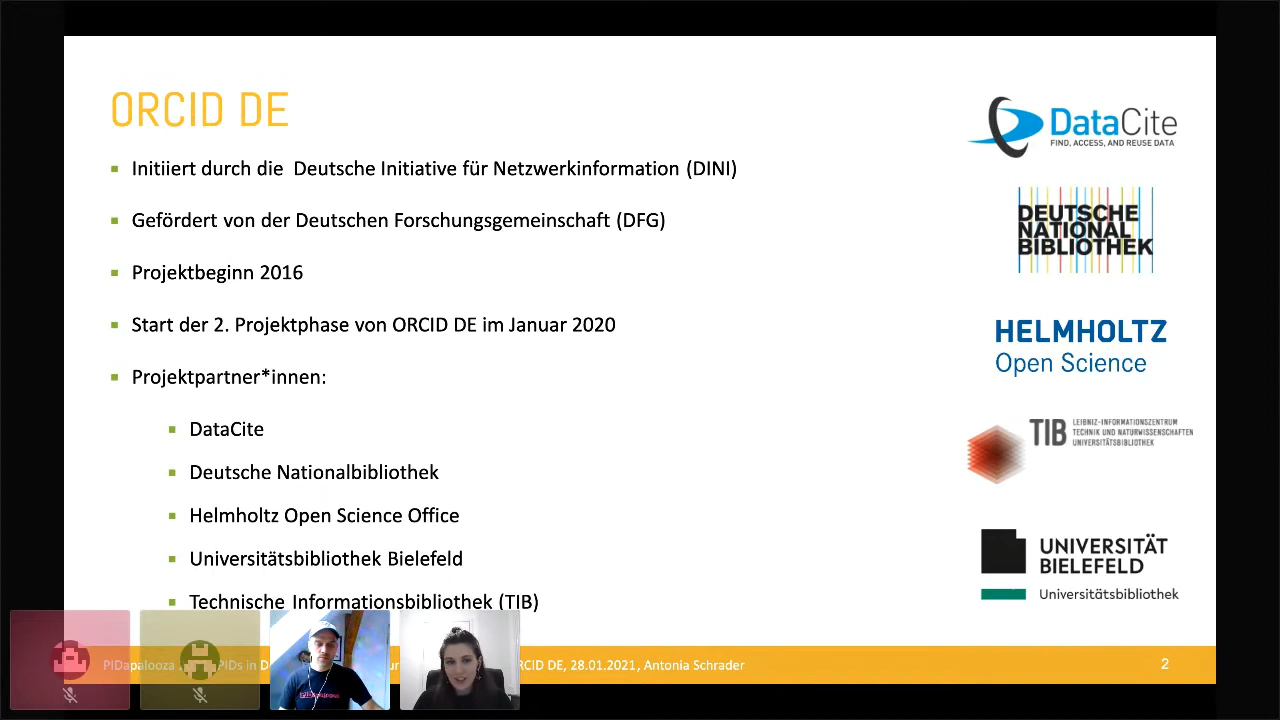 ORCID DE
Initiiert durch die Deutsche Initiative für Netzwerkinformation (DINI)
Gefördert von der Deutschen Forschungsgemeinschaft (DFG)
Projektbeginn 2016
Start der 2. Projektphase von ORCID DE im Januar 2020
Projektpartner*innen:
DataCite
Deutsche Nationalbibliothek
Helmholtz Open Science Office
Universitätsbibliothek Bielefeld
Technische Informationsbibliothek (TIB)
DataCite
FIND, ACCESS, AND REUSE DATA
DEUTSCHE
NATIONAL
BIBLIOTHEK
HELMHOLTZ
Open Science
TIB
LEIBNIZ-INFORMATIONSZENTRUM
TECHNIK UND NATURWISSENSCHAFTEN
UNIVERSITÄTSBIBLIOTHEK
UNIVERSITÄT
BIELEFELD
Universitätsbibliothek
PIDapalooza PIDs in DE, 28.01.2021, Antonia Schrader
2